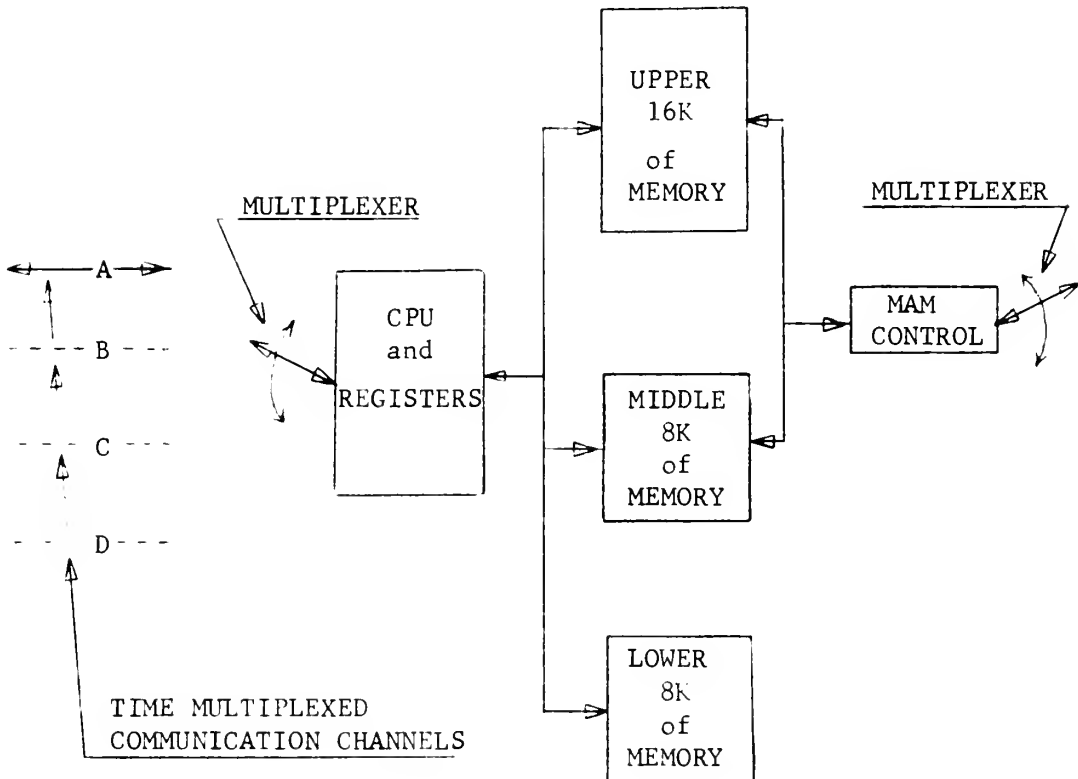 UPPER
16K
of
MEMORY
MULTIPLEXER
MULTIPLEXER
A
B
C
D
CPU
and
REGISTERS
MAM
CONTROL
MIDDLE
8K
of
MEMORY
LOWER
8K
of
MEMORY
TIME MULTIPLEXED
COMMUNICATION CHANNELS